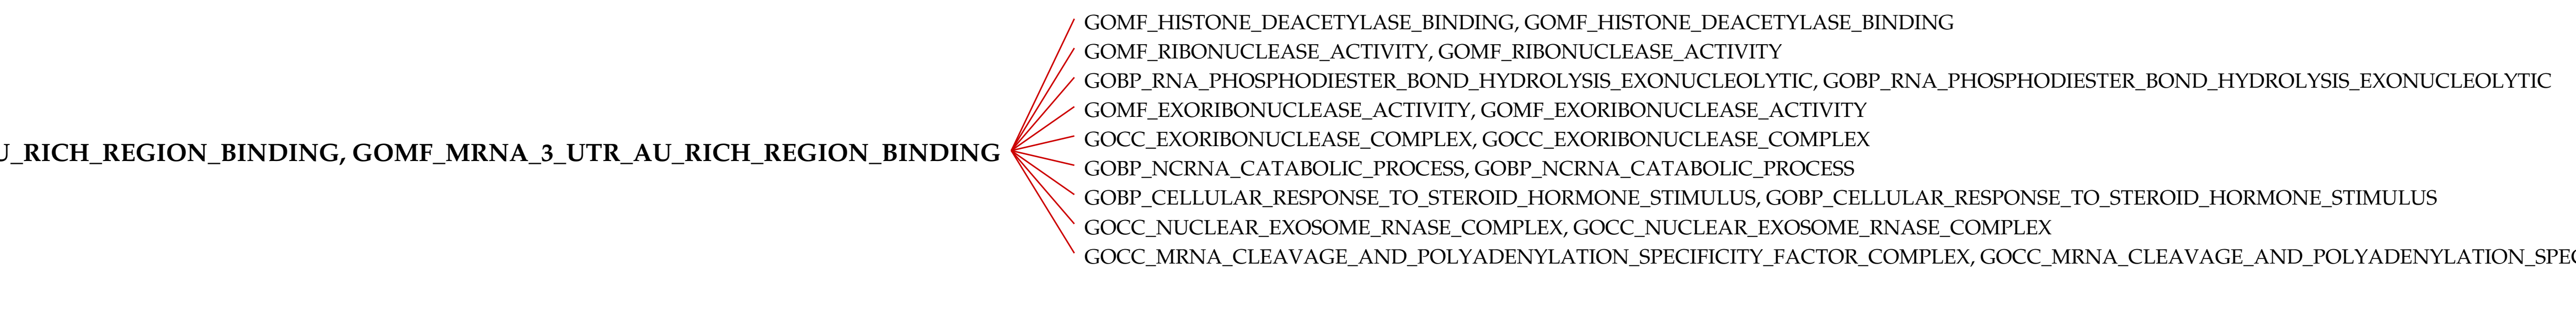 GOMF_HISTONE_DEACETYLASE_BINDING, GOMF_HISTONE_DEACETYLASE_BINDING
GOMF_RIBONUCLEASE_ACTIVITY, GOMF_RIBONUCLEASE_ACTIVITY
GOBP_RNA_PHOSPHODIESTER_BOND_HYDROLYSIS_EXONUCLEOLYTIC, GOBP_RNA_PHOSPHODIESTER_BOND_HYDROLYSIS_EXONUCLEOLYTIC
GOMF_EXORIBONUCLEASE_ACTIVITY, GOMF_EXORIBONUCLEASE_ACTIVITY
GOCC_EXORIBONUCLEASE_COMPLEX, GOCC_EXORIBONUCLEASE_COMPLEX
U_RICH_REGION_BINDING, GOMF_MRNA_3_UTR_AU_RICH_REGION_BINDING
GOBP_NCRNA_CATABOLIC_PROCESS, GOBP_NCRNA_CATABOLIC_PROCESS
GOBP_CELLULAR_RESPONSE_TO_STEROID_HORMONE_STIMULUS, GOBP_CELLULAR_RESPONSE_TO_STEROID_HORMONE_STIMULUS
GOCC_NUCLEAR_EXOSOME_RNASE_COMPLEX, GOCC_NUCLEAR_EXOSOME_RNASE_COMPLEX
GOCC_MRNA_CLEAVAGE_AND_POLYADENYLATION_SPECIFICITY_FACTOR_COMPLEX, GOCC_MRNA_CLEAVAGE_AND_POLYADENYLATION_SPEC